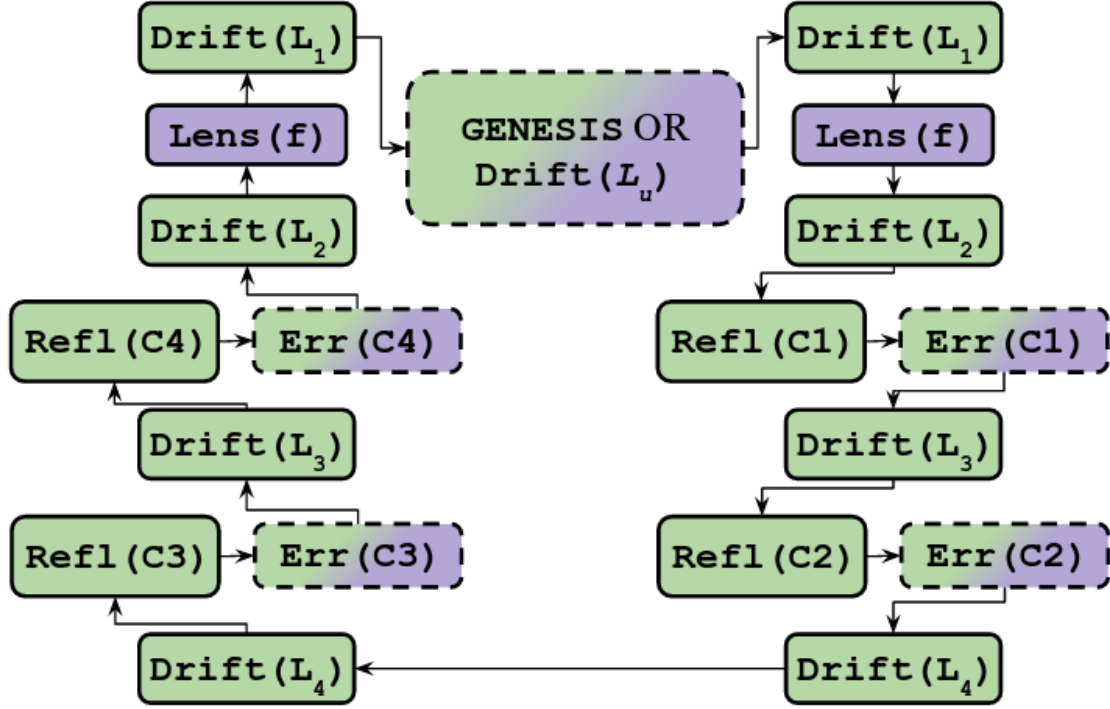 Drift(L₁)
Lens(f)
Drift(L₂)
Refl(C4)
Err(C4)
Drift(L₃)
Refl(C3)
Err(C3)
Drift(L₄)
GENESIS OR
Drift(Lᵤ)
Drift(L₁)
Lens(f)
Drift(L₂)
Refl(C1)
Err(C1)
Drift(L₃)
Refl(C2)
Err(C2)
Drift(L₄)